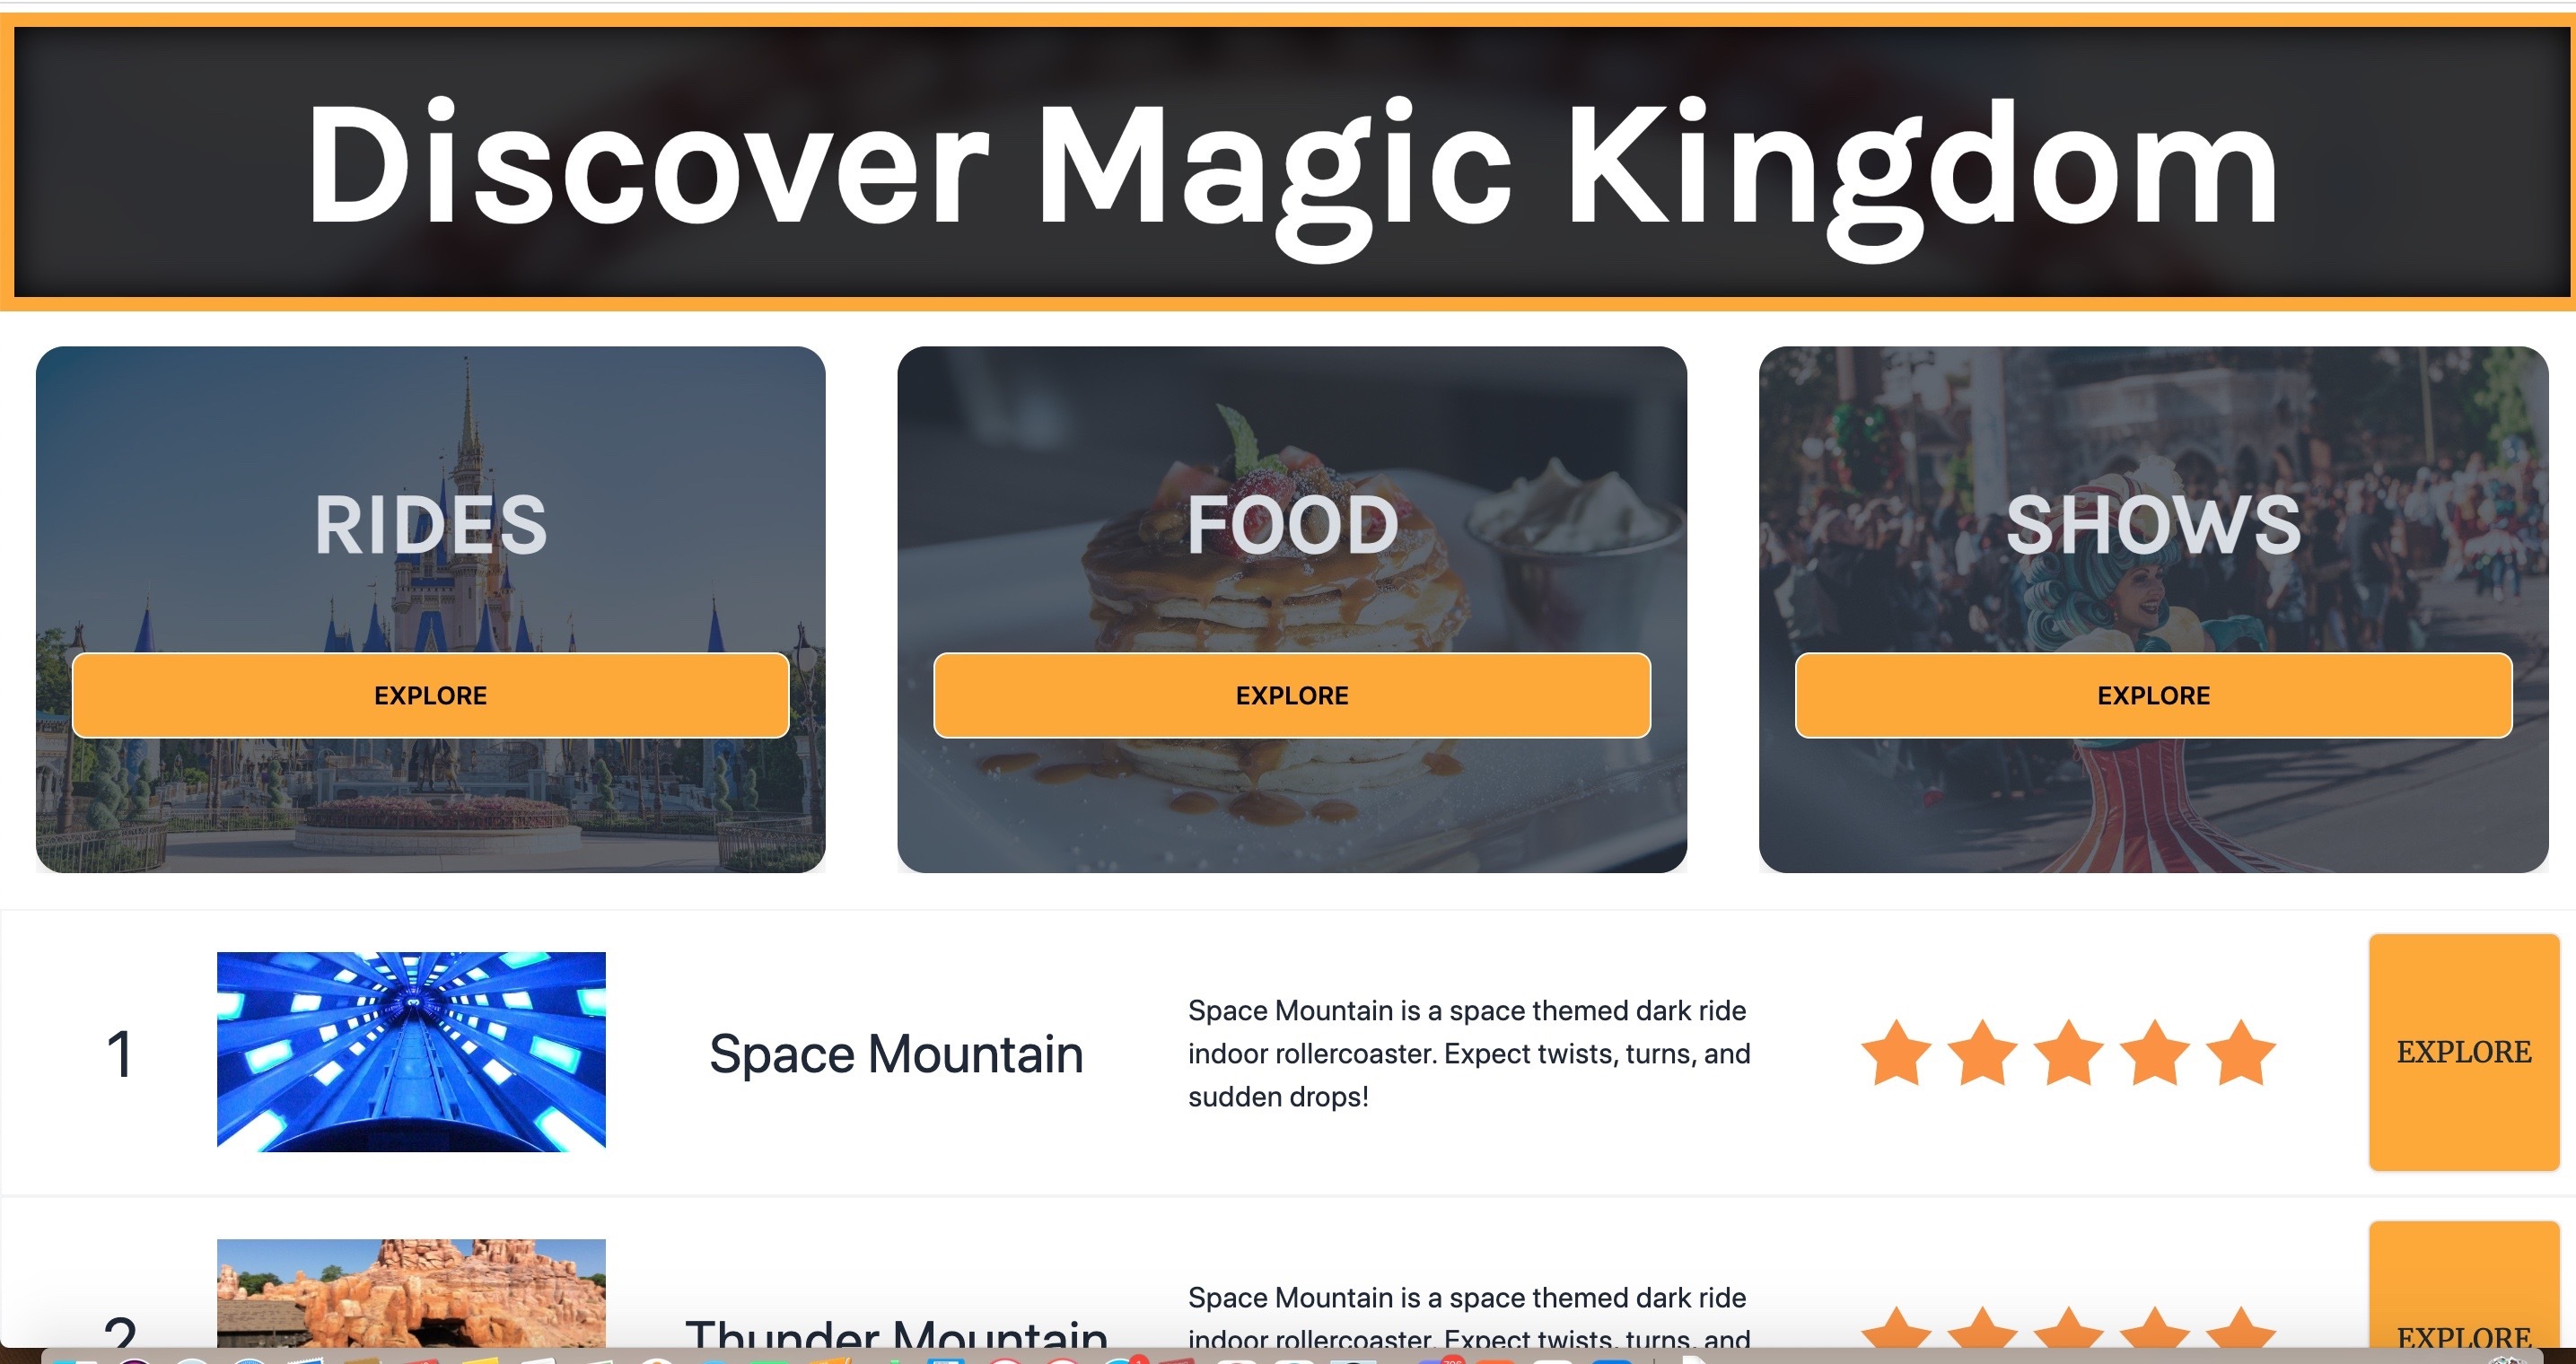 Discover Magic Kingdom
RIDES
FOOD
SHOWS
EXPLORE
EXPLORE
EXPLORE
1
Space Mountain
Space Mountain is a space themed dark ride
indoor rollercoaster. Expect twists, turns, and
sudden drops!
EXPLORE
2
Thunder Mountain
Space Mountain is a space themed dark ride
indoor rollercoaster. Expect twists, turns, and
EXPLORE